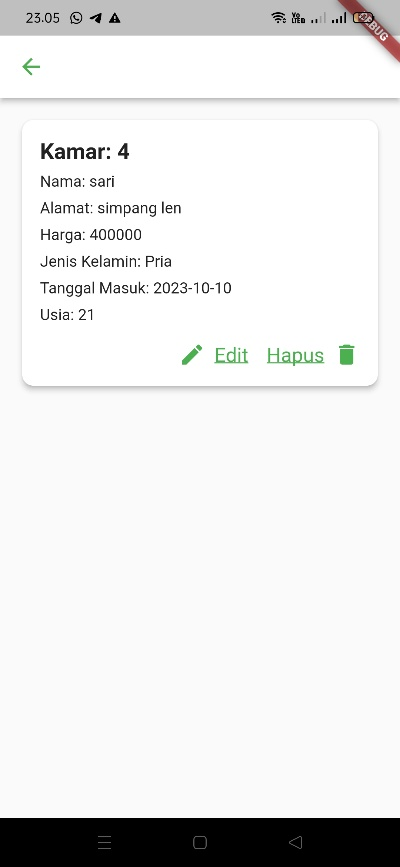 23.05
DEBUG
Kamar: 4
Nama: sari
Alamat: simpang len
Harga: 400000
Jenis Kelamin: Pria
Tanggal Masuk: 2023-10-10
Usia: 21
Edit Hapus